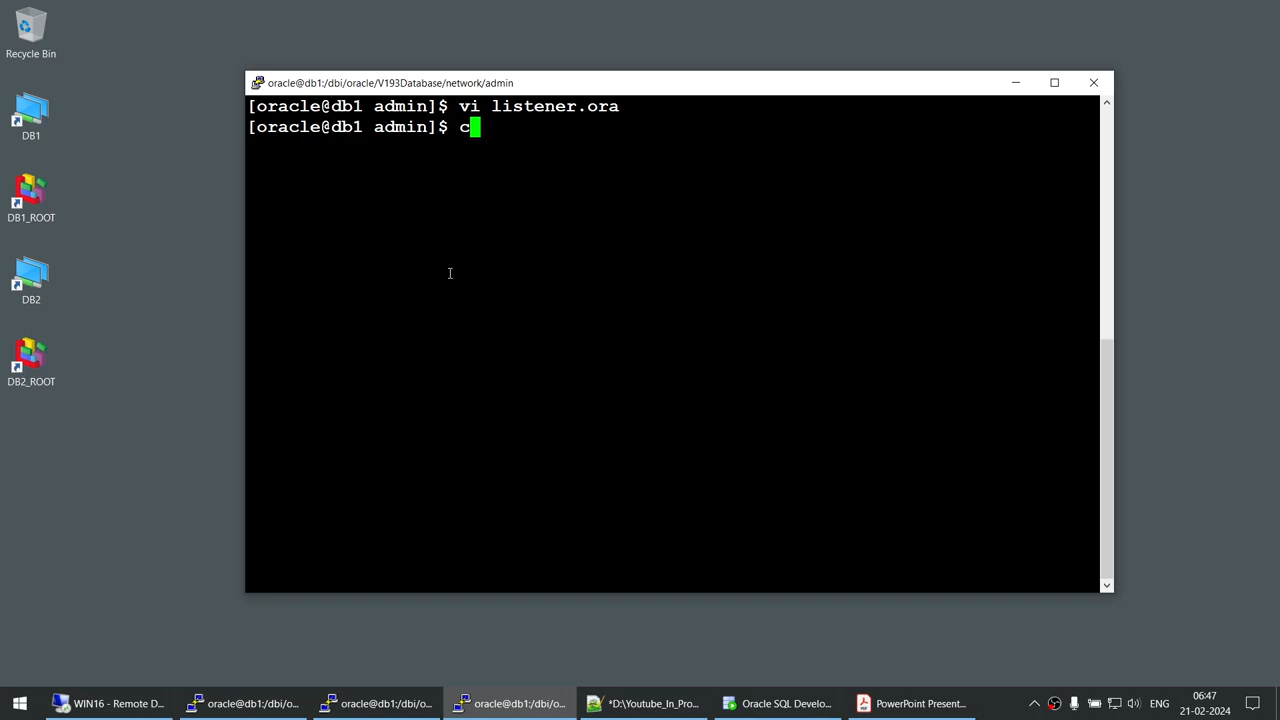 Recycle Bin
DB1
DB1_ROOT
DB2
DB2_ROOT
oracle@db1:/dbi/oracle/V193Database/network/admin
[oracle@db1 admin]$ vi listener.ora
[oracle@db1 admin]$ c
WIN16 - Remote D...
oracle@db1:/dbi/o...
oracle@db1:/dbi/o...
oracle@db1:/dbi/o...
*D:\Youtube_In_Pro...
Oracle SQL Develo...
PowerPoint Present...
ENG
06:47
21-02-2024